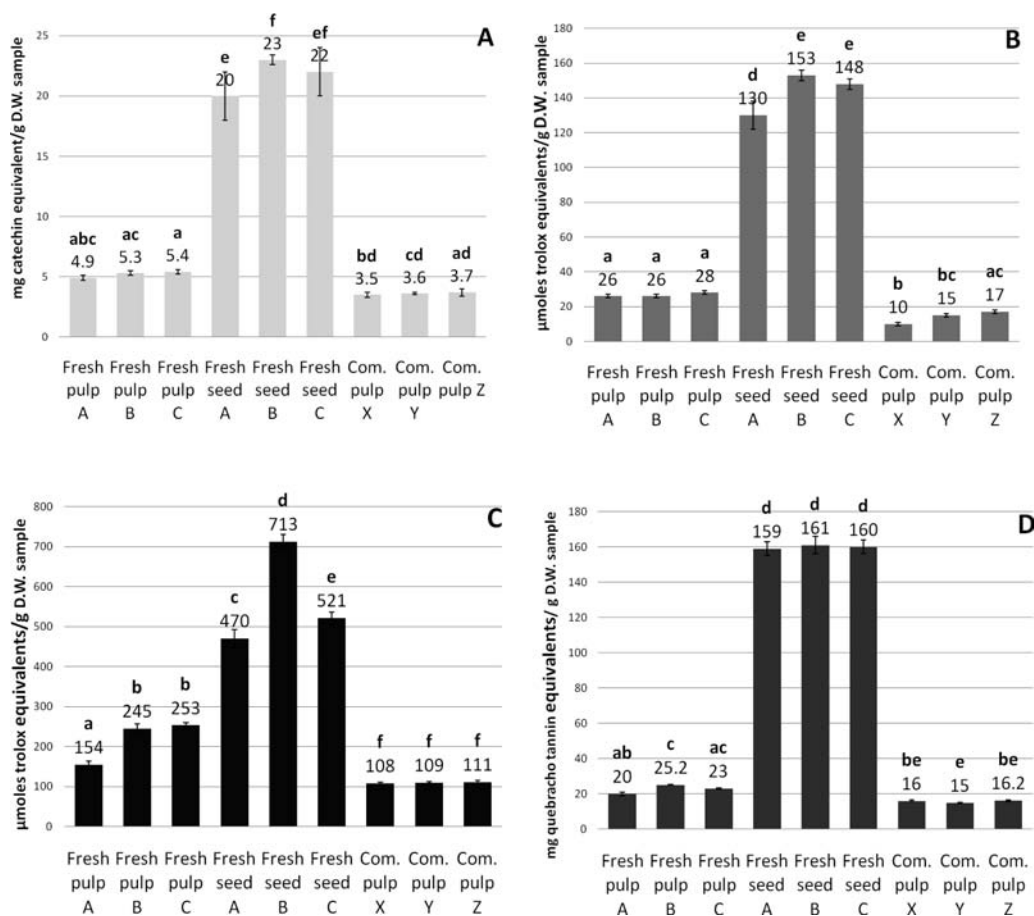 A
mg catechin equivalent/g D.W. sample
25
20
15
10
5
0
abc
4.9
ac
5.3
a
5.4
e
20
f
23
ef
22
bd
3.5
cd
3.6
ad
3.7
Fresh Fresh Fresh Fresh Fresh Fresh Com. Com. Com.
pulp pulp pulp seed seed seed pulp pulp pulp Z
A B C A B C X Y
B
µmoles trolox equivalents/g D.W. sample
180
160
140
120
100
80
60
40
20
0
a
26
a
26
a
28
d
130
e
153
e
148
b
10
bc
15
ac
17
Fresh Fresh Fresh Fresh Fresh Fresh Com. Com. Com.
pulp pulp pulp seed seed seed pulp pulp pulp
A B C A B C X Y Z
C
µmoles trolox equivalents/g D.W. sample
800
700
600
500
400
300
200
100
0
a
154
b
245
b
253
c
470
d
713
e
521
f
108
f
109
f
111
Fresh Fresh Fresh Fresh Fresh Fresh Com. Com. Com.
pulp pulp pulp seed seed seed pulp pulp pulp
A B C A B C X Y Z
D
mg quebracho tannin equivalents/ g D.W. sample
180
160
140
120
100
80
60
40
20
0
ab
20
c
25.2
ac
23
d
159
d
161
d
160
be
16
e
15
be
16.2
Fresh Fresh Fresh Fresh Fresh Fresh Com. Com. Com.
pulp pulp pulp seed seed seed pulp pulp pulp
A B C A B C X Y Z